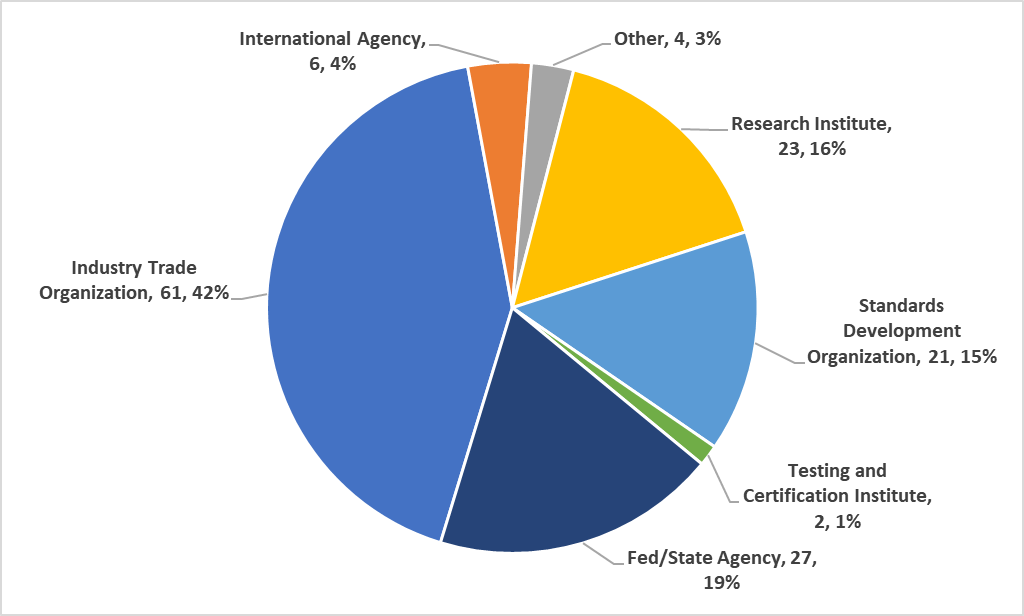 International Agency,
6, 4%
Other, 4, 3%
Research Institute,
23, 16%
Industry Trade
Organization, 61, 42%
Standards
Development
Organization, 21, 15%
Testing and
Certification Institute,
2, 1%
Fed/State Agency, 27,
19%